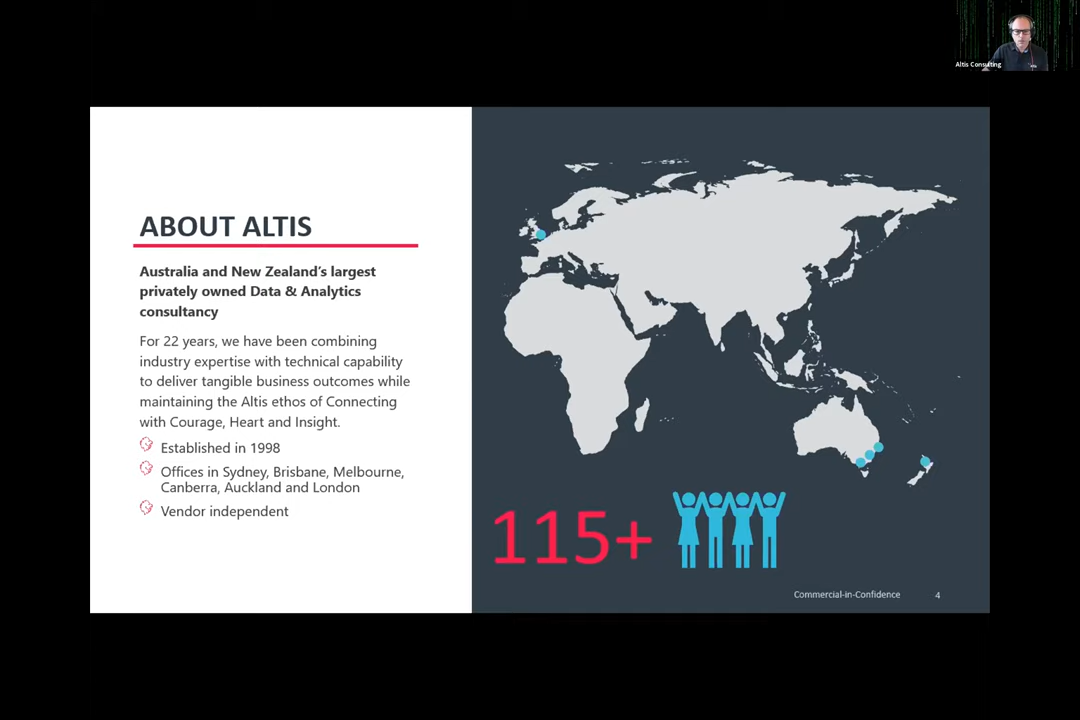 Altis Consulting
ABOUT ALTIS
Australia and New Zealand's largest
privately owned Data & Analytics
consultancy
For 22 years, we have been combining
industry expertise with technical capability
to deliver tangible business outcomes while
maintaining the Altis ethos of Connecting
with Courage, Heart and Insight.
Established in 1998
Offices in Sydney, Brisbane, Melbourne,
Canberra, Auckland and London
Vendor independent
115+
Commercial-in-Confidence
4